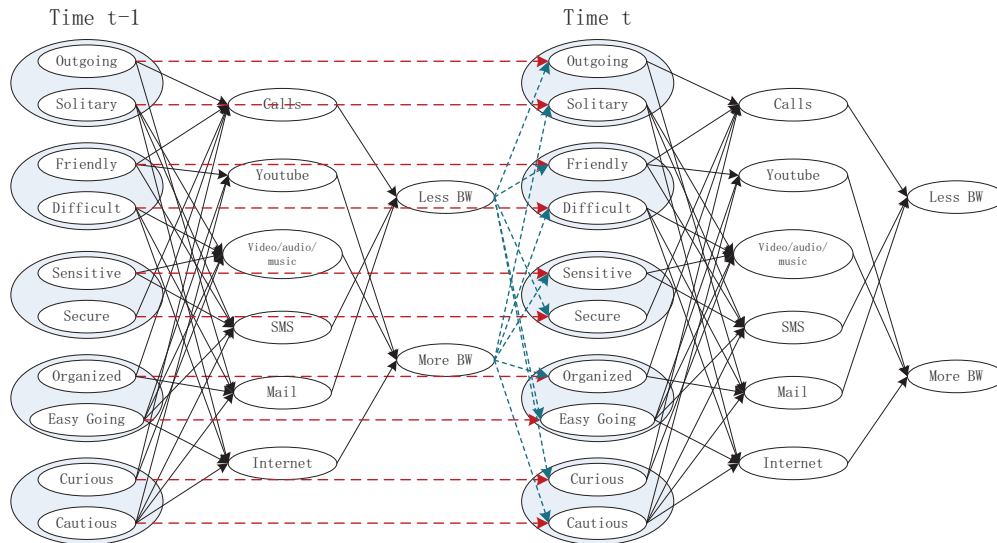 Time t-1
Outgoing
Solitary
Friendly
Difficult
Sensitive
Secure
Organized
Easy Going
Curious
Cautious
Calls
Youtube
Video/audio/
music
SMS
Mail
Internet
Less BW
More BW
Time t
Outgoing
Solitary
Friendly
Difficult
Sensitive
Secure
Organized
Easy Going
Curious
Cautious
Calls
Youtube
Video/audio/
music
SMS
Mail
Internet
Less BW
More BW